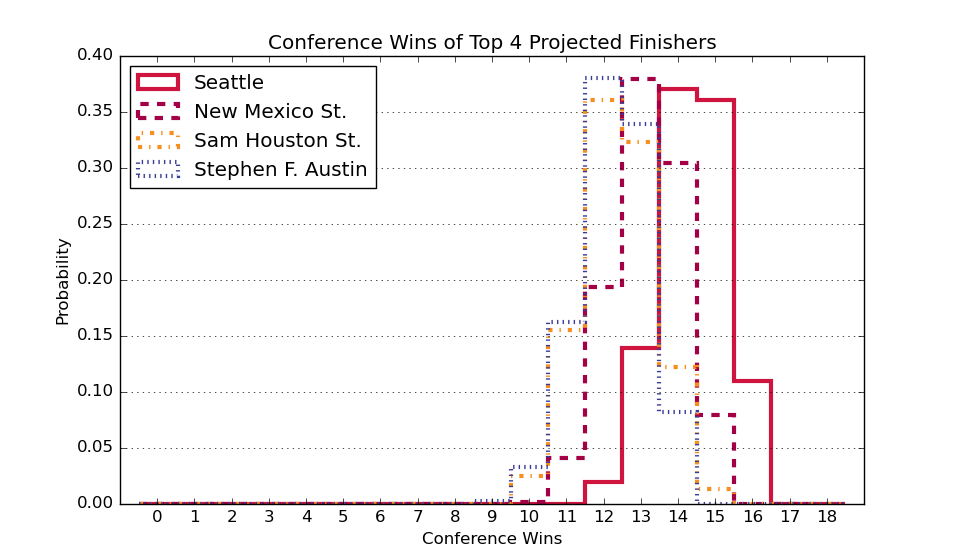 Conference Wins of Top 4 Projected Finishers
0.40
0.35
0.30
0.25
0.20
0.15
0.10
0.05
0.00
Probability
Seattle
New Mexico St.
Sam Houston St.
Stephen F. Austin
0 1 2 3 4 5 6 7 8 9 10 11 12 13 14 15 16 17 18
Conference Wins